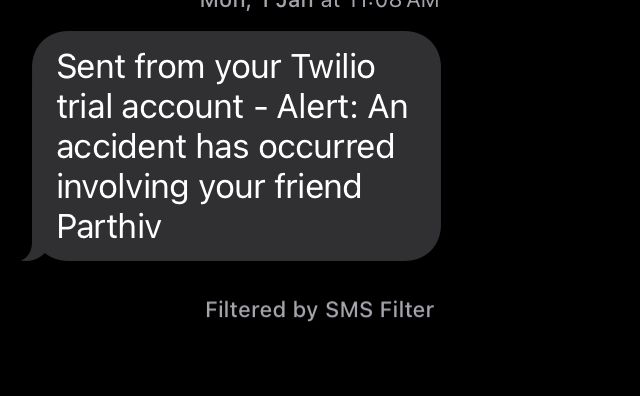 Mon, 1 Jan at 11:08 AM
Sent from your Twilio
trial account - Alert: An
accident has occurred
involving your friend
Parthiv
Filtered by SMS Filter